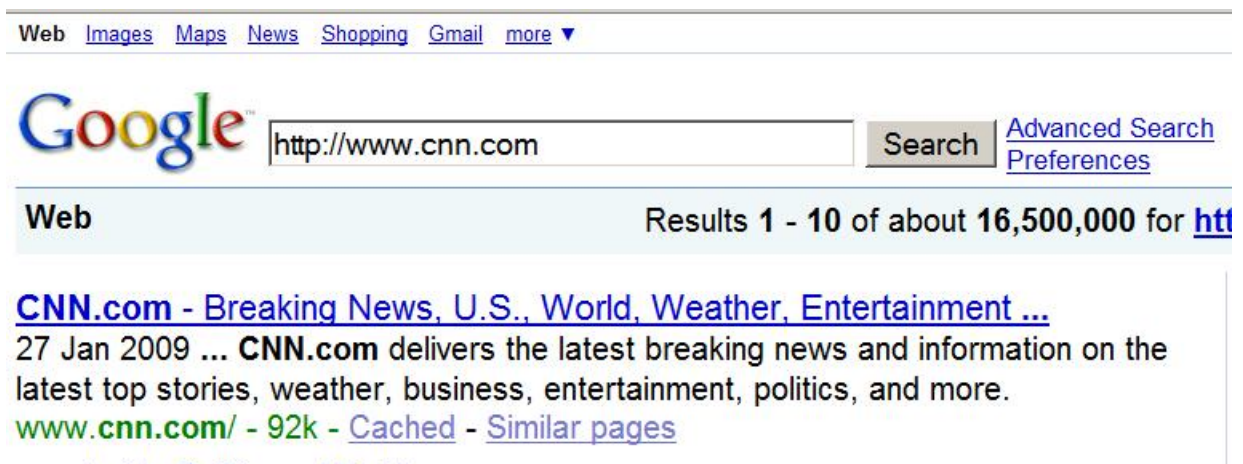 Web Images Maps News Shopping Gmail more ▼
Google™ http://www.cnn.com Search Advanced Search
Preferences
Web Results 1 - 10 of about 16,500,000 for htt
CNN.com - Breaking News, U.S., World, Weather, Entertainment ...
27 Jan 2009 ... CNN.com delivers the latest breaking news and information on the
latest top stories, weather, business, entertainment, politics, and more.
www.cnn.com/ - 92k - Cached - Similar pages